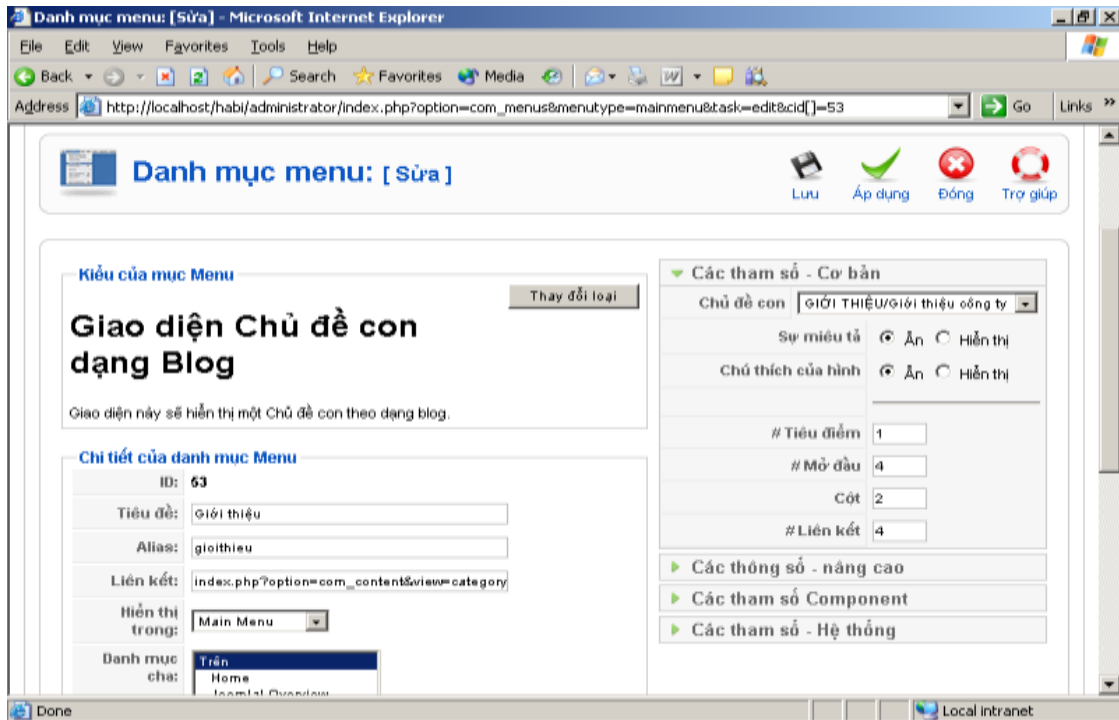 Danh mục menu: [Sửa] - Microsoft Internet Explorer
File Edit View Favorites Tools Help
Back Search Favorites Media
Address http://localhost/habi/administrator/index.php?option=com_menus&menutype=mainmenu&task=edit&cid[]=53 Go Links »
Danh mục menu: [ Sửa ]
Lưu Áp dụng Đóng Trợ giúp
Kiểu của mục Menu
Thay đổi loại
Giao diện Chủ đề con
dạng Blog
Giao diện này sẽ hiển thị một Chủ đề con theo dạng blog.
Chi tiết của danh mục Menu
ID: 53
Tiêu đề: Giới thiệu
Alias: gioithieu
Liên kết: index.php?option=com_content&view=category
Hiển thị
trong: Main Menu
Danh mục
cha:
Trên
Home
Joomla! Overview
Các tham số - Cơ bản
Chủ đề con GIỚI THIỆU/Giới thiệu công ty
Sự miêu tả Ẩn Hiển thị
Chú thích của hình Ẩn Hiển thị
# Tiêu điểm 1
# Mở đầu 4
Cột 2
# Liên kết 4
Các thông số - nâng cao
Các tham số Component
Các tham số - Hệ thống
Done Local intranet